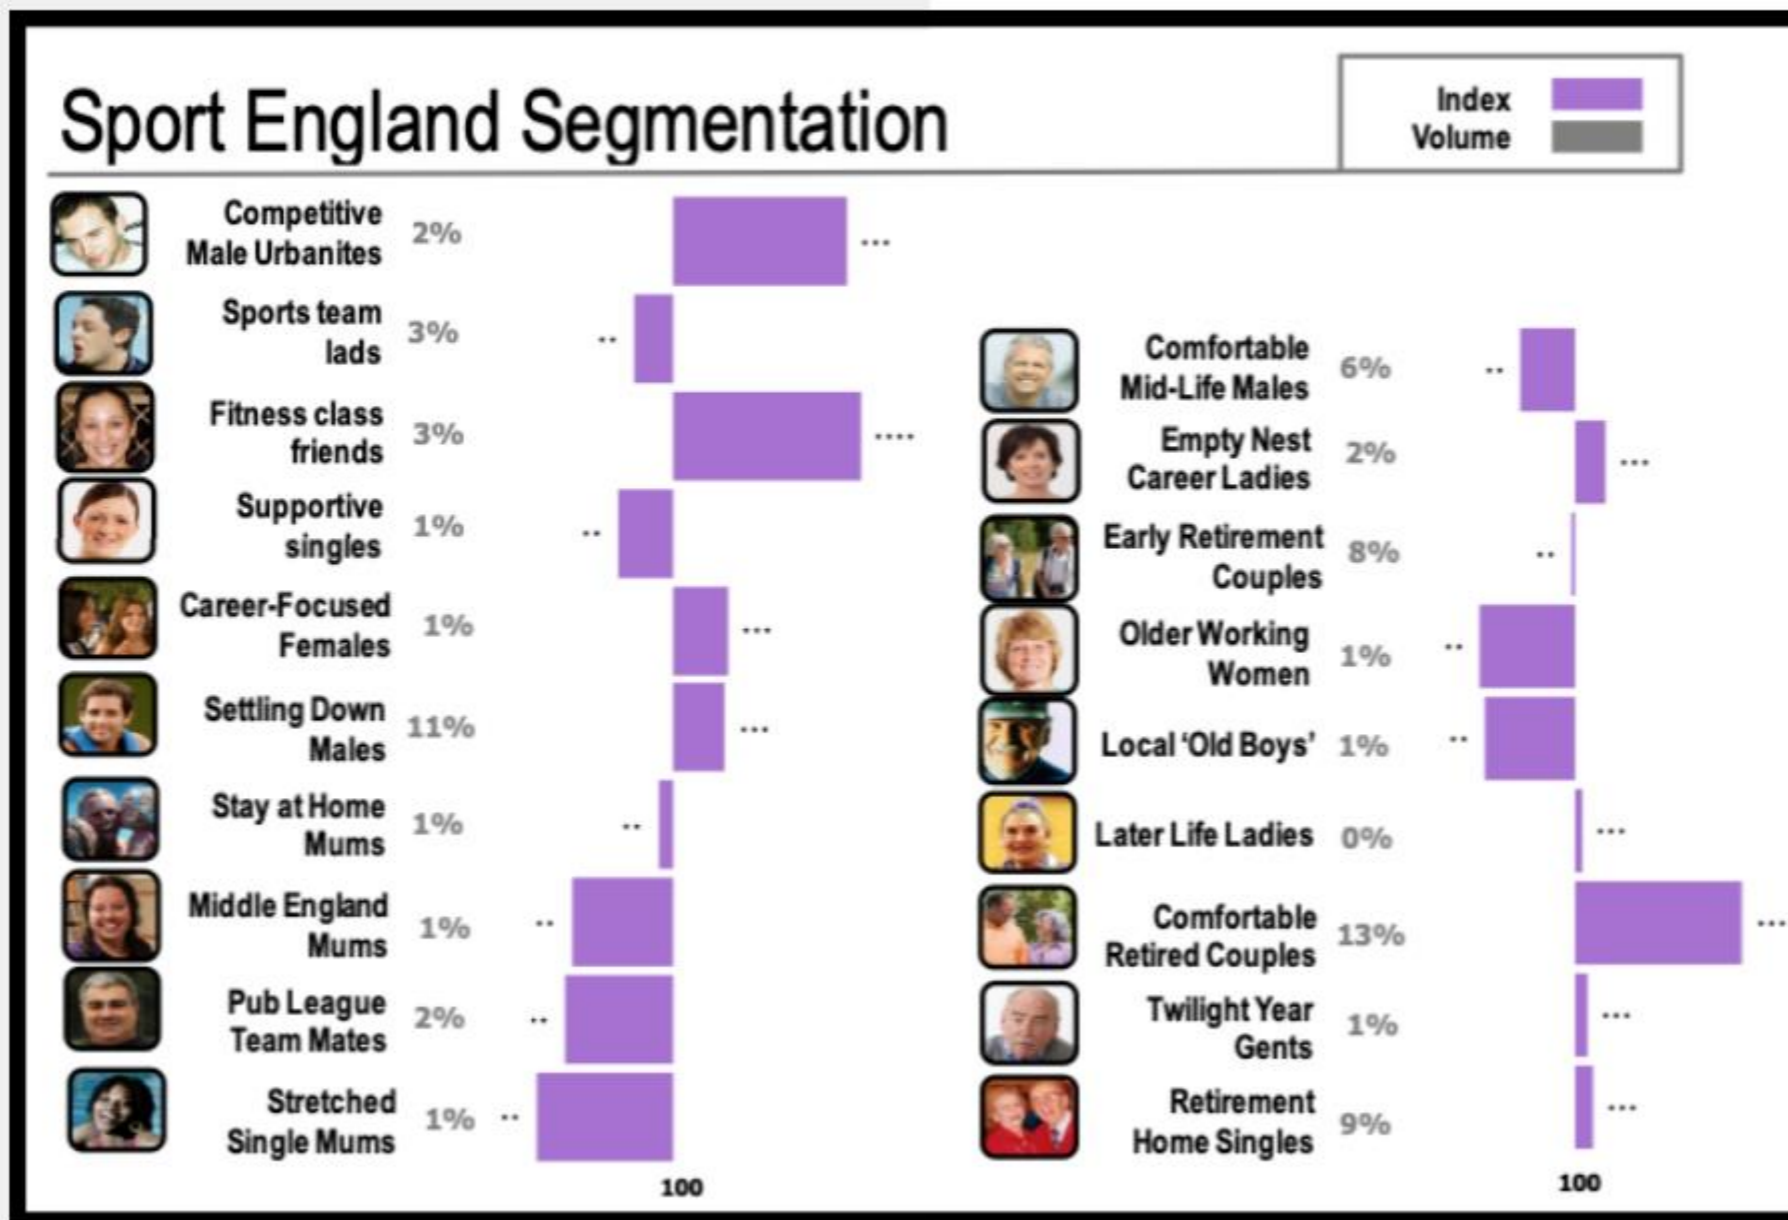 Sport England Segmentation
Index
Volume
Competitive
Male Urbanites
2%
Sports team
lads
3%
Fitness class
friends
3%
Supportive
singles
1%
Career-Focused
Females
1%
Settling Down
Males
11%
Stay at Home
Mums
1%
Middle England
Mums
1%
Pub League
Team Mates
2%
Stretched
Single Mums
1%
100
Comfortable
Mid-Life Males
6%
Empty Nest
Career Ladies
2%
Early Retirement
Couples
8%
Older Working
Women
1%
Local ‘Old Boys’ 1%
Later Life Ladies 0%
Comfortable
Retired Couples
13%
Twilight Year
Gents
1%
Retirement
Home Singles
9%
100